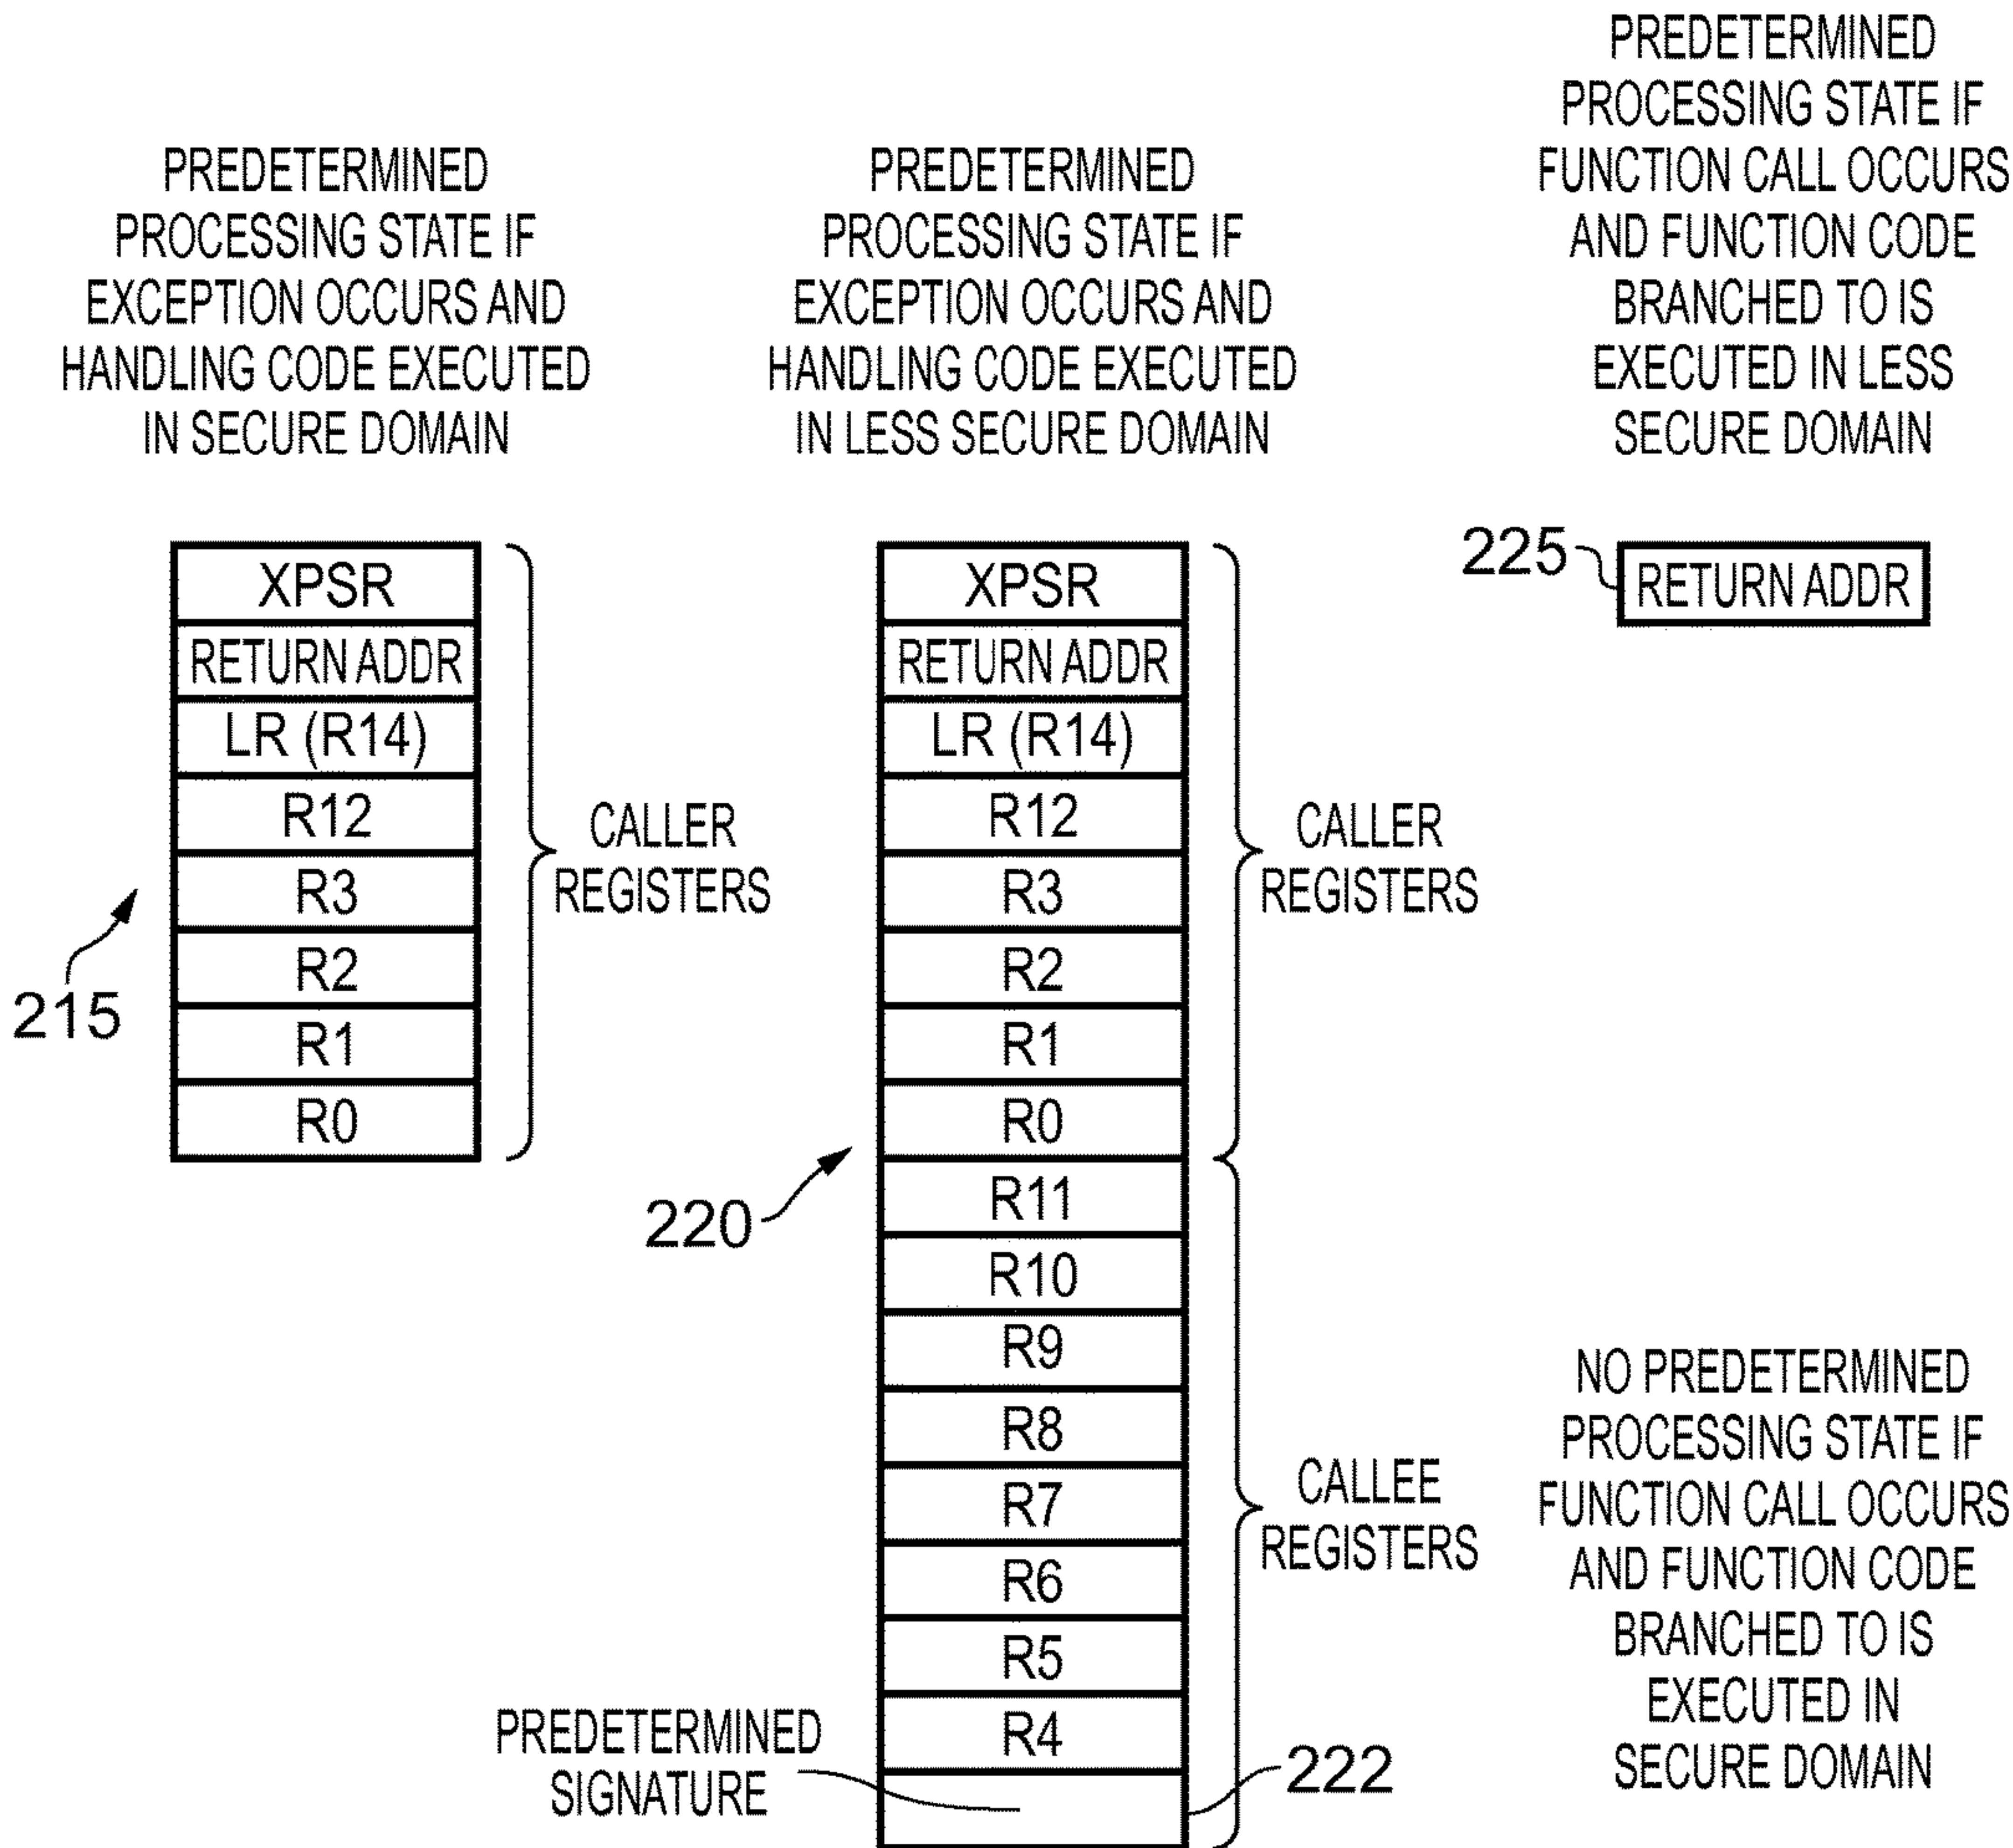 PREDETERMINED
PROCESSING STATE IF
EXCEPTION OCCURS AND
HANDLING CODE EXECUTED
IN SECURE DOMAIN
XPSR
RETURN ADDR
LR (R14)
R12
R3
R2
R1
R0
CALLER
REGISTERS
215
PREDETERMINED
PROCESSING STATE IF
EXCEPTION OCCURS AND
HANDLING CODE EXECUTED
IN LESS SECURE DOMAIN
XPSR
RETURN ADDR
LR (R14)
R12
R3
R2
R1
R0
R11
R10
R9
R8
R7
R6
R5
R4
CALLER
REGISTERS
CALLEE
REGISTERS
220
PREDETERMINED
SIGNATURE
222
PREDETERMINED
PROCESSING STATE IF
FUNCTION CALL OCCURS
AND FUNCTION CODE
BRANCHED TO IS
EXECUTED IN LESS
SECURE DOMAIN
225
RETURN ADDR
NO PREDETERMINED
PROCESSING STATE IF
FUNCTION CALL OCCURS
AND FUNCTION CODE
BRANCHED TO IS
EXECUTED IN
SECURE DOMAIN